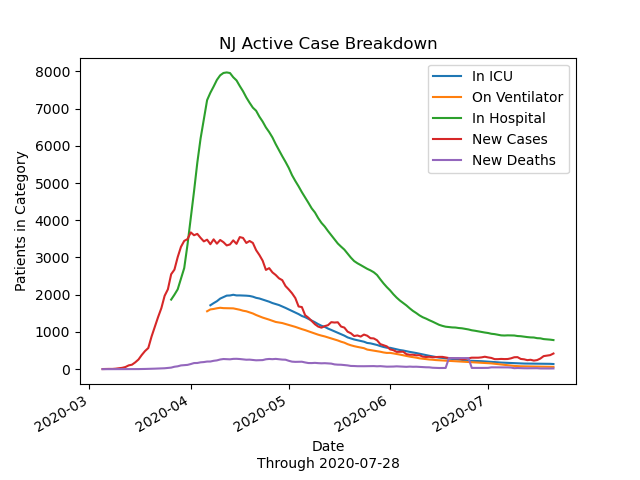 NJ Active Case Breakdown
Patients in Category
8000
7000
6000
5000
4000
3000
2000
1000
0
In ICU
On Ventilator
In Hospital
New Cases
New Deaths
2020-03
2020-04
2020-05
2020-06
2020-07
Date
Through 2020-07-28